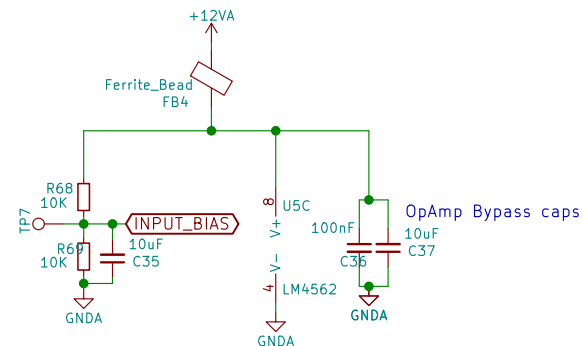 +12VA
Ferrite_Bead
FB4
R68
10K
TP7
INPUT_BIAS
R69
10K
10uF
C35
GNDA
8
U5C
V+
V-
4
LM4562
GNDA
OpAmp Bypass caps
100nF
C36
10uF
C37
GNDA